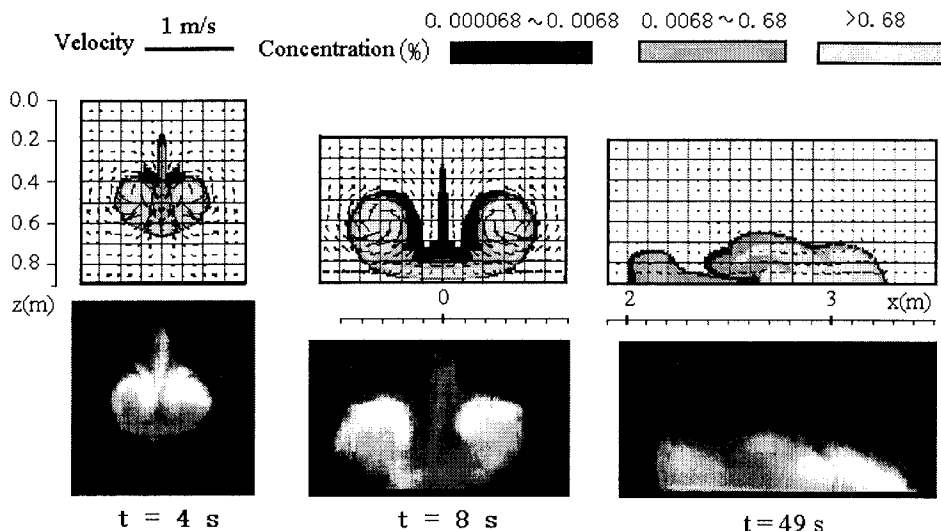 0.000068~0.0068 0.0068~0.68 >0.68
Velocity 1 m/s Concentration (%)
0.0
0.2
0.4
0.6
0.8
z(m)
0
2 3 x(m)
t = 4 s t = 8 s t = 49 s